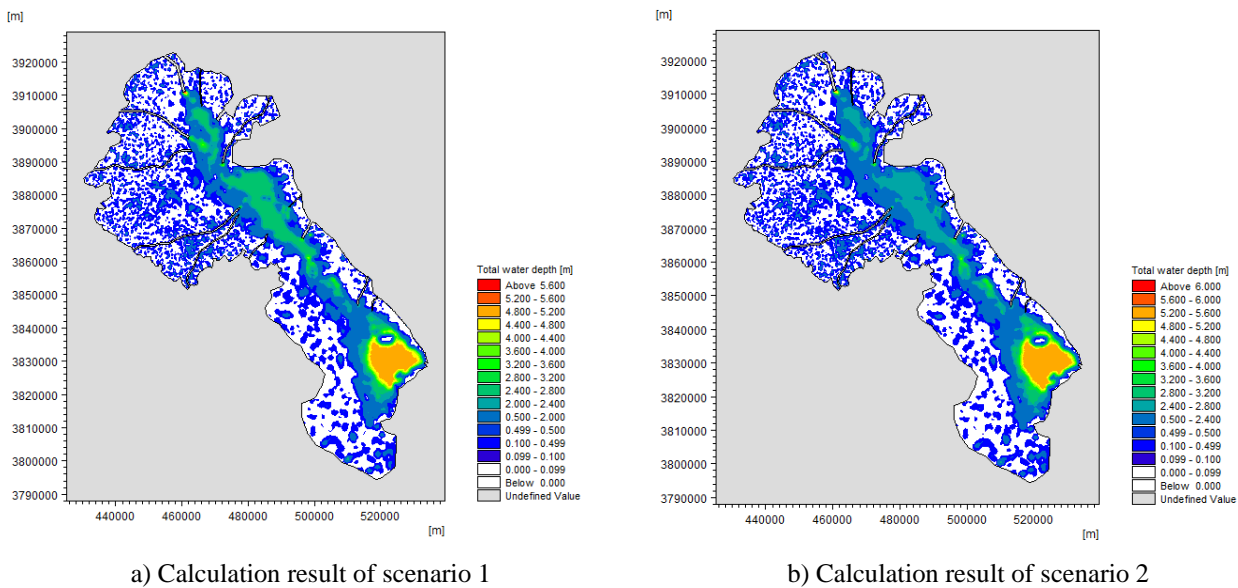 [m]
3920000
3910000
3900000
3890000
3880000
3870000
3860000
3850000
3840000
3830000
3820000
3810000
3800000
3790000
440000 460000 480000 500000 520000
[m]
Total water depth [m]
Above 5.600
5.200 - 5.600
4.800 - 5.200
4.400 - 4.800
4.000 - 4.400
3.600 - 4.000
3.200 - 3.600
2.800 - 3.200
2.400 - 2.800
2.000 - 2.400
0.500 - 2.000
0.499 - 0.500
0.100 - 0.499
0.099 - 0.100
0.000 - 0.099
Below 0.000
Undefined Value
a) Calculation result of scenario 1
[m]
3920000
3910000
3900000
3890000
3880000
3870000
3860000
3850000
3840000
3830000
3820000
3810000
3800000
3790000
440000 460000 480000 500000 520000
[m]
Total water depth [m]
Above 6.000
5.600 - 6.000
5.200 - 5.600
4.800 - 5.200
4.400 - 4.800
4.000 - 4.400
3.600 - 4.000
3.200 - 3.600
2.800 - 3.200
2.400 - 2.800
0.500 - 2.400
0.499 - 0.500
0.100 - 0.499
0.099 - 0.100
0.000 - 0.099
Below 0.000
Undefined Value
b) Calculation result of scenario 2